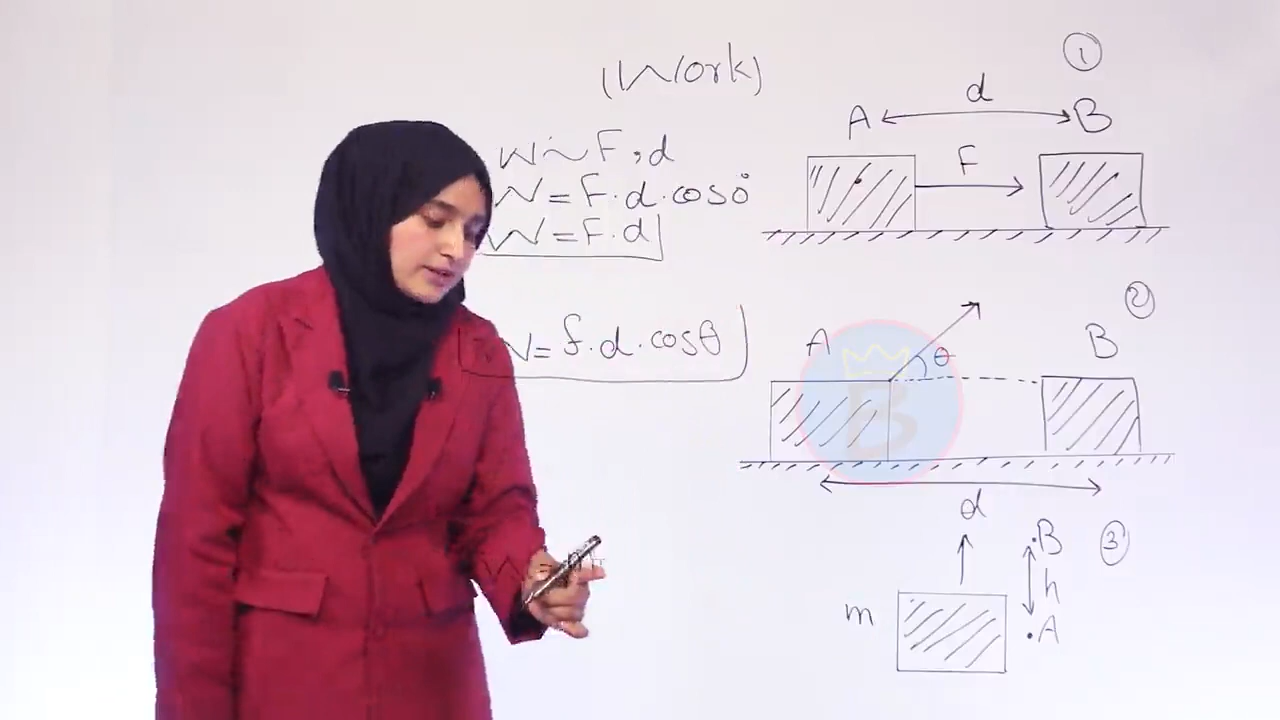 (Work)
W ~ F, d
W = F · d · cos0°
W = F · d
W = f · d · cosθ
1
d
A
B
F
2
θ
A
B
d
3
B
h
A
m
B